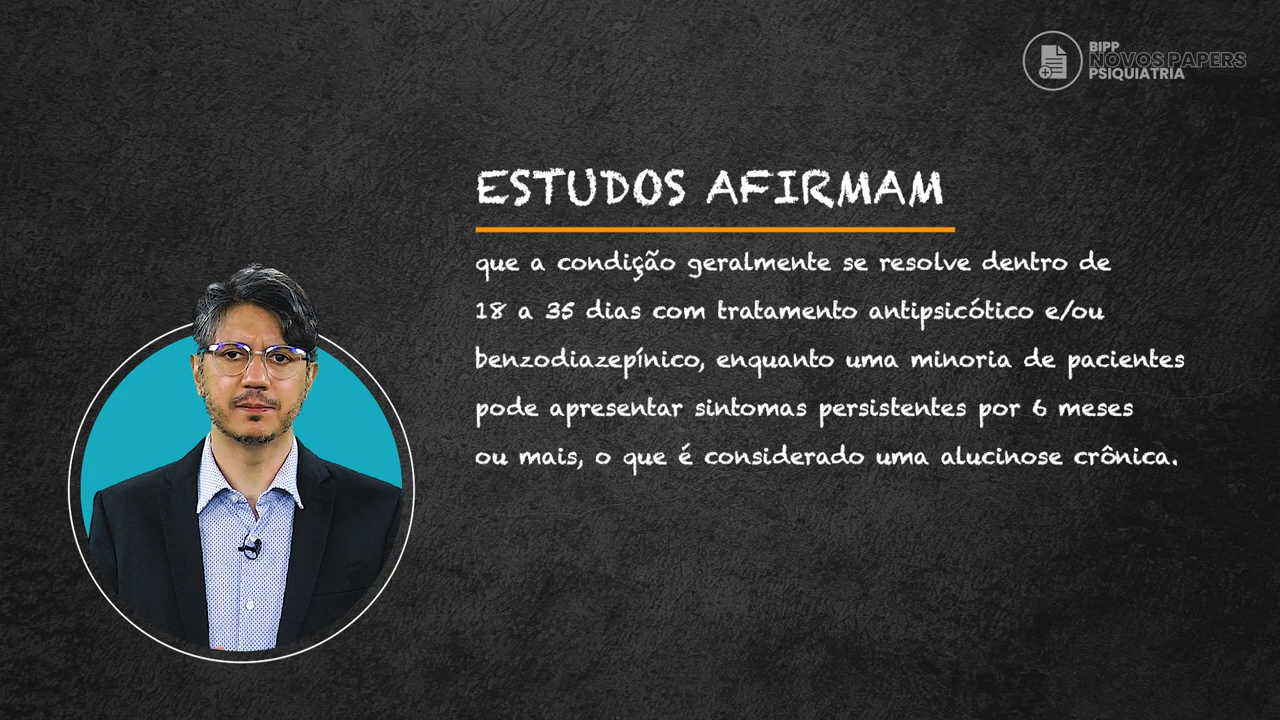 BIPP
NOVOS PAPERS
PSIQUIATRIA
ESTUDOS AFIRMAM
que a condição geralmente se resolve dentro de
18 a 35 dias com tratamento antipsicótico e/ou
benzodiazepínico, enquanto uma minoria de pacientes
pode apresentar sintomas persistentes por 6 meses
ou mais, o que é considerado uma alucinose crônica.